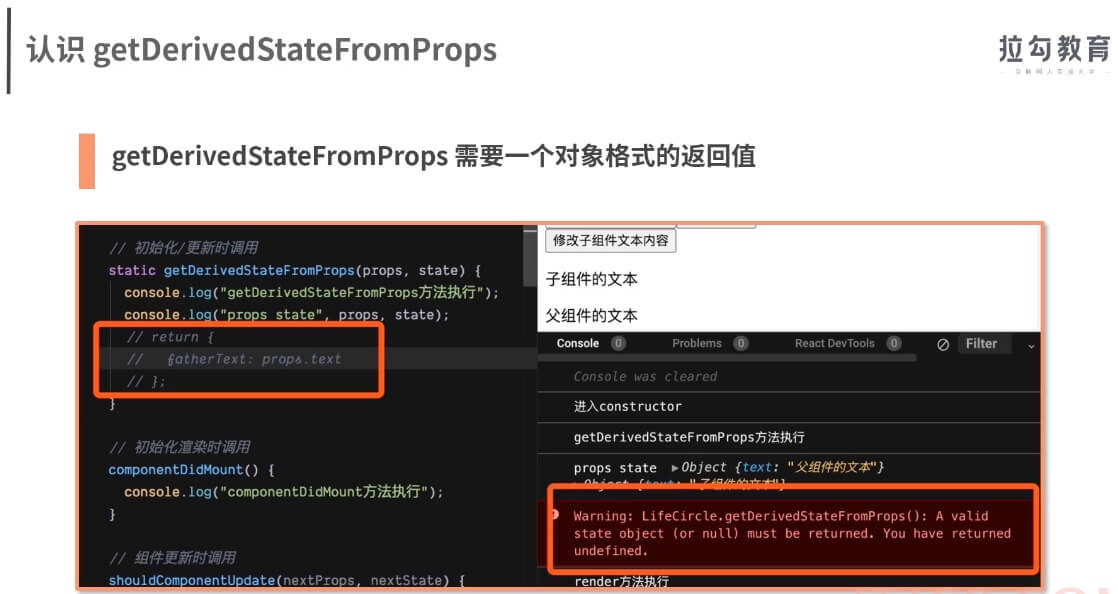 认识 getDerivedStateFromProps
拉勾教育
getDerivedStateFromProps 需要一个对象格式的返回值
// 初始化/更新时调用
static getDerivedStateFromProps(props, state) {
console.log("getDerivedStateFromProps方法执行");
console.log("props state", props, state);
// return {
// fatherText: props.text
// };
}
// 初始化渲染时调用
componentDidMount() {
console.log("componentDidMount方法执行");
}
// 组件更新时调用
shouldComponentUpdate(nextProps, nextState) {
修改子组件文本内容
子组件的文本
父组件的文本
Console 0 Problems 0 React DevTools 0 Filter
Console was cleared
进入constructor
getDerivedStateFromProps方法执行
props state ▶Object {text: "父组件的文本"}
Object {text: "子组件的文本"}
Warning: LifeCircle.getDerivedStateFromProps(): A valid
state object (or null) must be returned. You have returned
undefined.
render方法执行